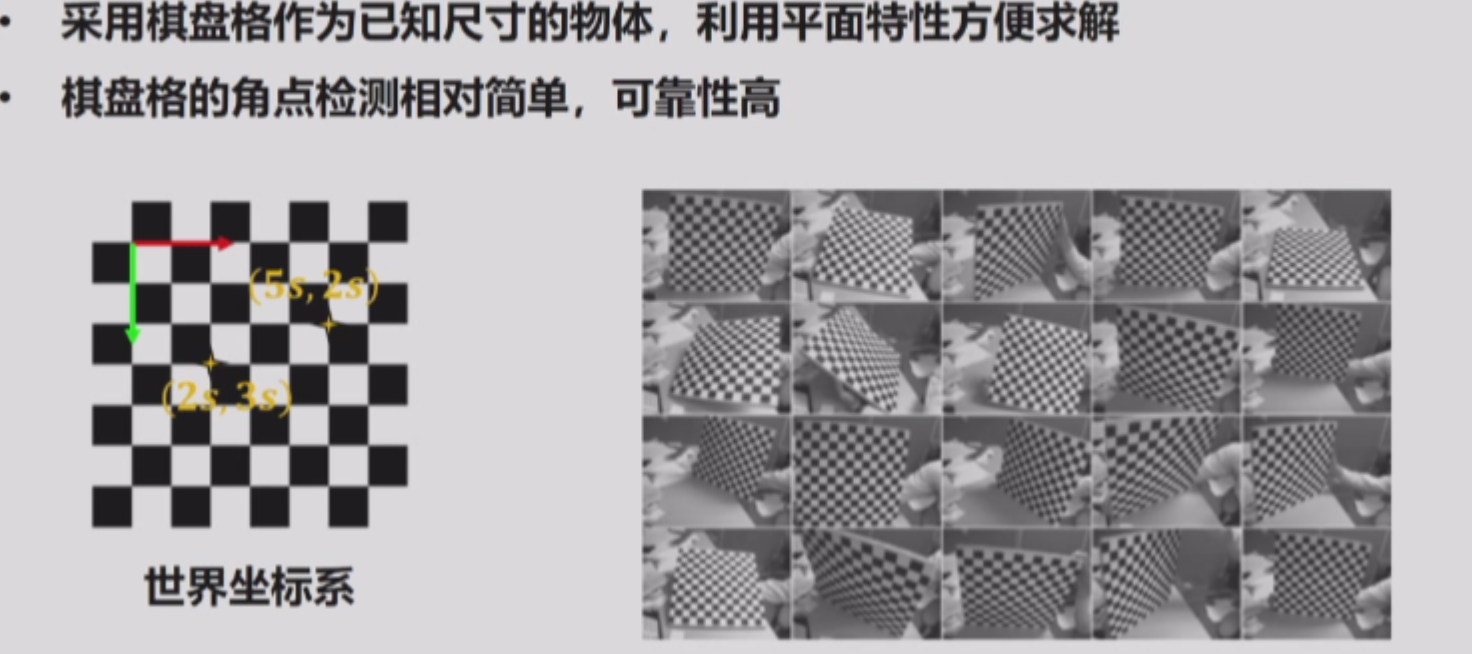 • 采用棋盘格作为已知尺寸的物体，利用平面特性方便求解
• 棋盘格的角点检测相对简单，可靠性高
(5s, 2s)
(2s, 3s)
世界坐标系